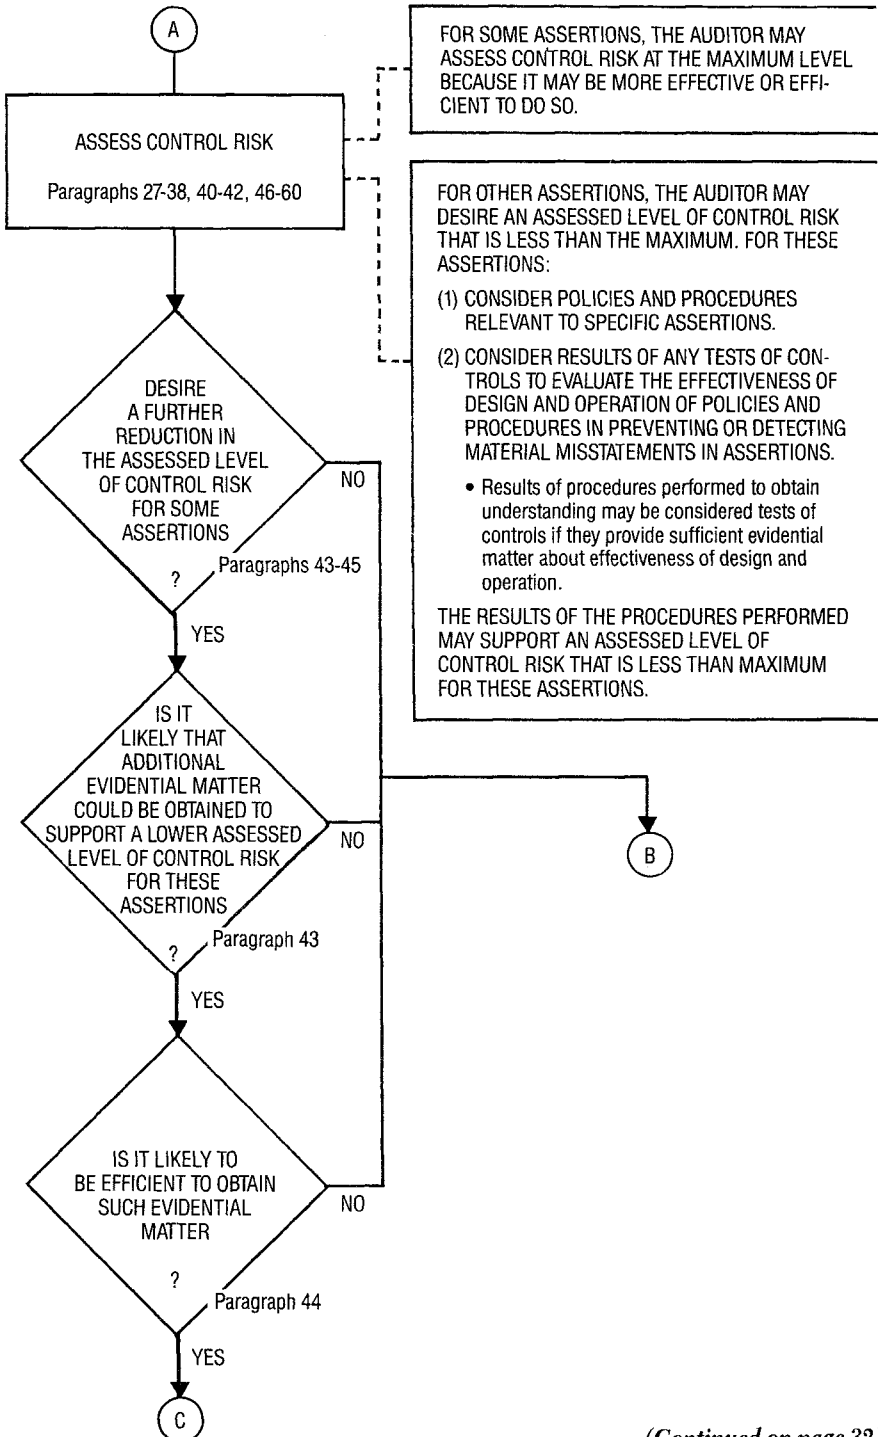 A
ASSESS CONTROL RISK
Paragraphs 27-38, 40-42, 46-60
FOR SOME ASSERTIONS, THE AUDITOR MAY
ASSESS CONTROL RISK AT THE MAXIMUM LEVEL
BECAUSE IT MAY BE MORE EFFECTIVE OR EFFI-
CIENT TO DO SO.
FOR OTHER ASSERTIONS, THE AUDITOR MAY
DESIRE AN ASSESSED LEVEL OF CONTROL RISK
THAT IS LESS THAN THE MAXIMUM. FOR THESE
ASSERTIONS:
(1) CONSIDER POLICIES AND PROCEDURES
RELEVANT TO SPECIFIC ASSERTIONS.
(2) CONSIDER RESULTS OF ANY TESTS OF CON-
TROLS TO EVALUATE THE EFFECTIVENESS OF
DESIGN AND OPERATION OF POLICIES AND
PROCEDURES IN PREVENTING OR DETECTING
MATERIAL MISSTATEMENTS IN ASSERTIONS.
• Results of procedures performed to obtain
understanding may be considered tests of
controls if they provide sufficient evidential
matter about effectiveness of design and
operation.
THE RESULTS OF THE PROCEDURES PERFORMED
MAY SUPPORT AN ASSESSED LEVEL OF
CONTROL RISK THAT IS LESS THAN MAXIMUM
FOR THESE ASSERTIONS.
DESIRE
A FURTHER
REDUCTION IN
THE ASSESSED LEVEL
OF CONTROL RISK
FOR SOME
ASSERTIONS
?
Paragraphs 43-45
NO
YES
IS IT
LIKELY THAT
ADDITIONAL
EVIDENTIAL MATTER
COULD BE OBTAINED TO
SUPPORT A LOWER ASSESSED
LEVEL OF CONTROL RISK
FOR THESE
ASSERTIONS
?
Paragraph 43
NO
B
YES
IS IT LIKELY TO
BE EFFICIENT TO OBTAIN
SUCH EVIDENTIAL
MATTER
?
Paragraph 44
NO
YES
C
(Continued on page 32